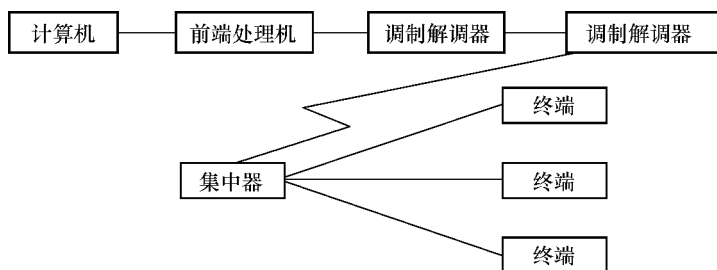 计算机
前端处理机
调制解调器
调制解调器
终端
集中器
终端
终端